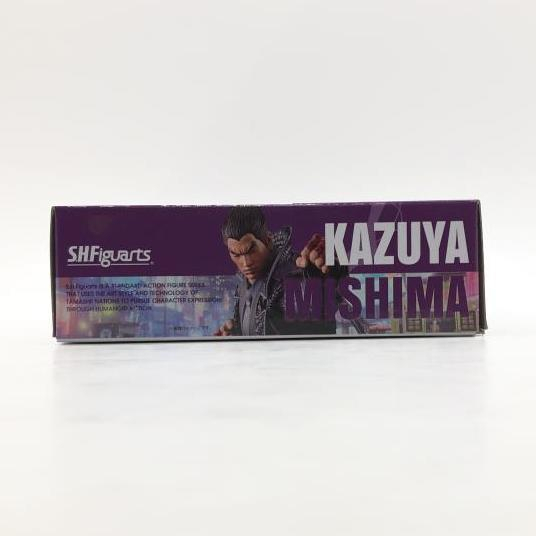 S.H.Figuarts
KAZUYA
MISHIMA
S.H.Figuarts IS A STANDARD ACTION FIGURE SERIES
THAT USES THE ART STYLE AND TECHNOLOGY OF
TAMASHII NATIONS TO PURSUE CHARACTER EXPRESSION
THROUGH HUMANOID ACTION.